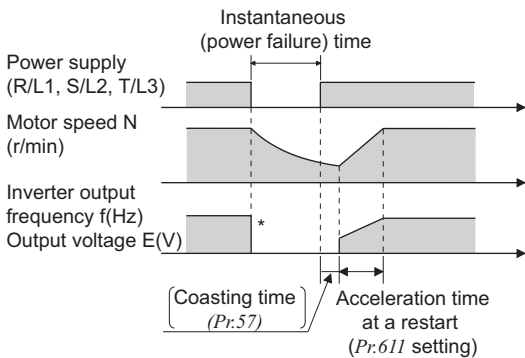 Instantaneous
(power failure) time
Power supply
(R/L1, S/L2, T/L3)
Motor speed N
(r/min)
Inverter output
frequency f(Hz)
*
Output voltage E(V)
Coasting time
(Pr.57)
Acceleration time
at a restart
(Pr.611 setting)